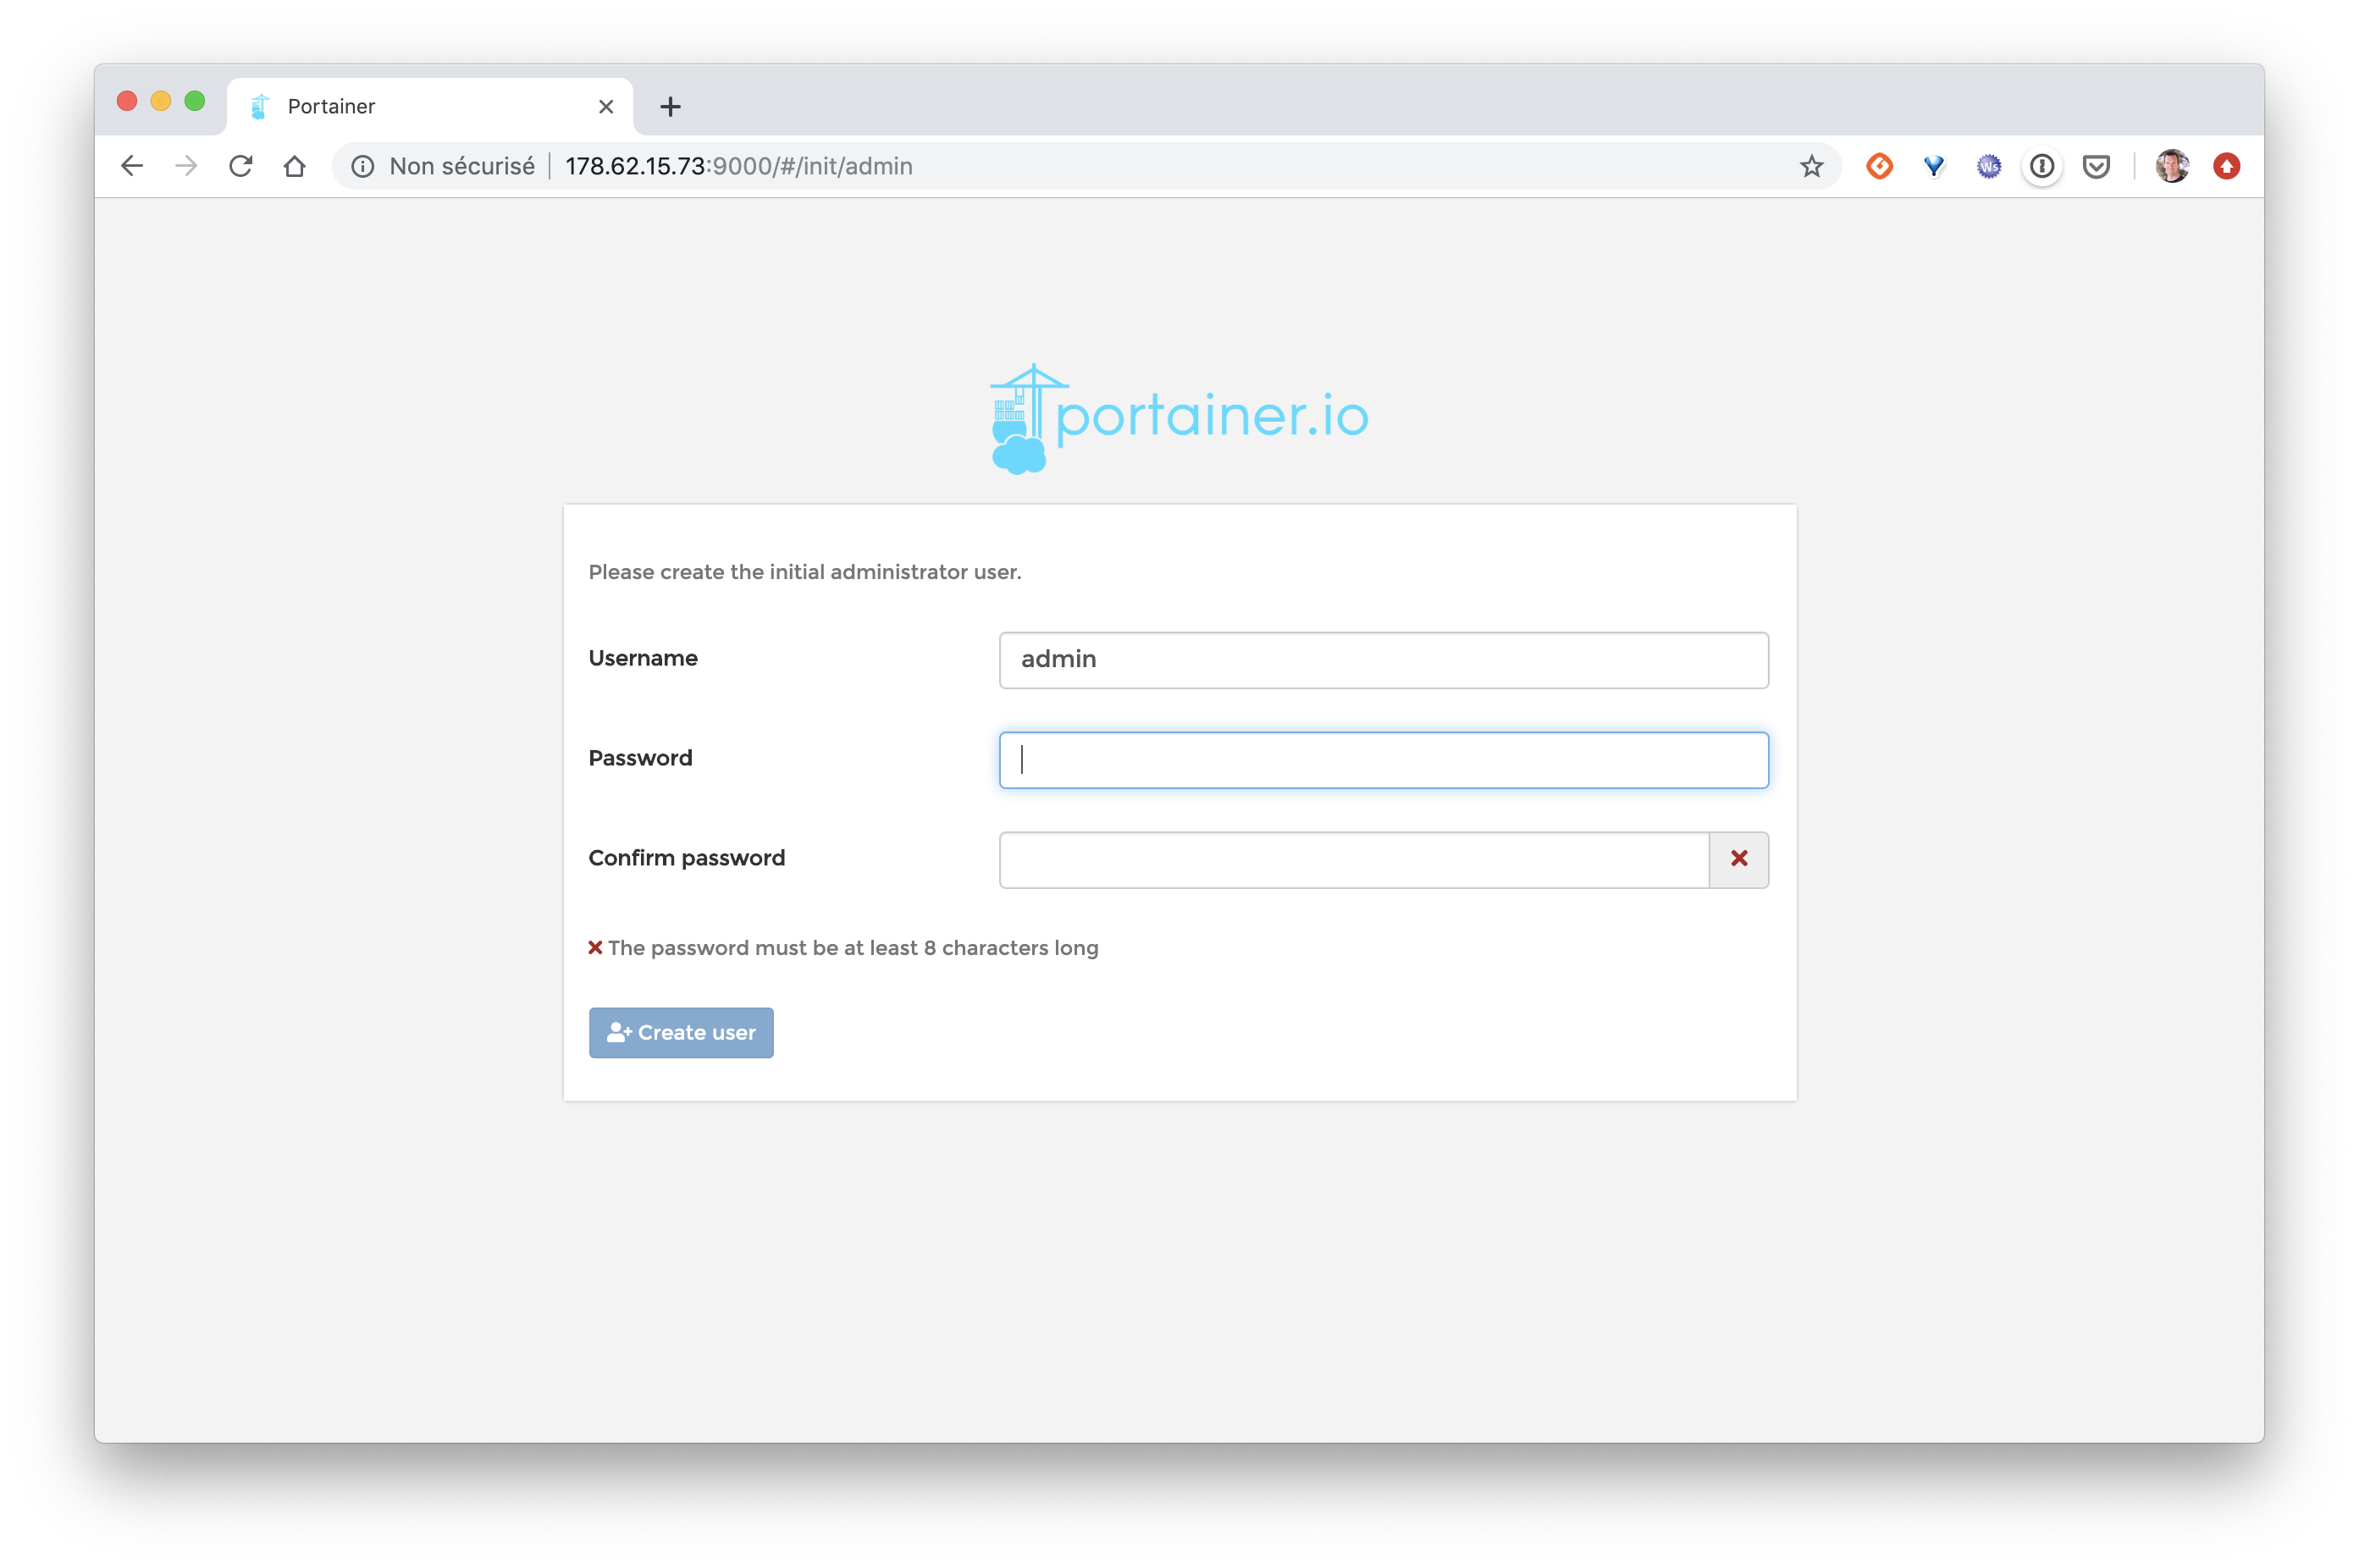 Portainer
Non sécurisé 178.62.15.73:9000/#/init/admin
portainer.io
Please create the initial administrator user.
Username admin
Password
Confirm password
The password must be at least 8 characters long
Create user